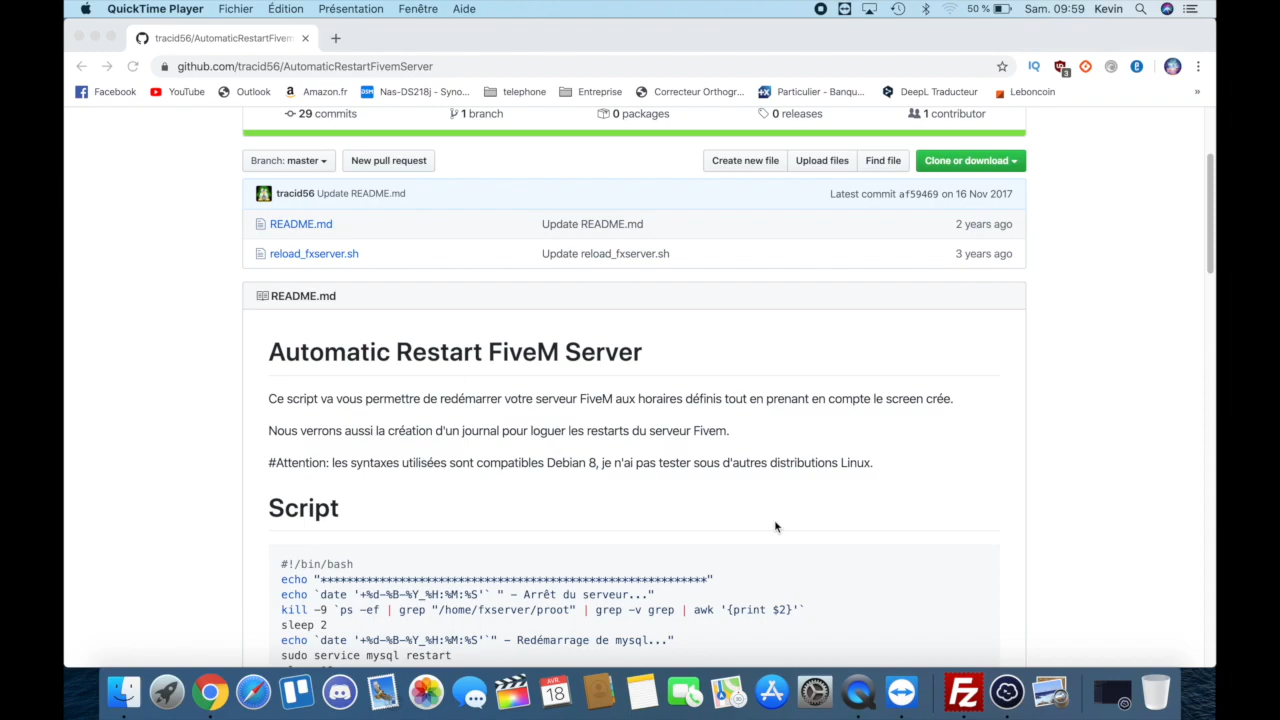 QuickTime Player Fichier Édition Présentation Fenêtre Aide 50 % Sam. 09:59 Kevin
tracid56/AutomaticRestartFivem
github.com/tracid56/AutomaticRestartFivemServer IQ 3
Facebook YouTube Outlook Amazon.fr DSM Nas-DS218j - Syno... telephone Entreprise Correcteur Orthogr... Particulier - Banqu... DeepL Traducteur Leboncoin »
29 commits 1 branch 0 packages 0 releases 1 contributor
Branch: master New pull request Create new file Upload files Find file Clone or download
tracid56 Update README.md Latest commit af59469 on 16 Nov 2017
README.md Update README.md 2 years ago
reload_fxserver.sh Update reload_fxserver.sh 3 years ago
README.md
Automatic Restart FiveM Server
Ce script va vous permettre de redémarrer votre serveur FiveM aux horaires définis tout en prenant en compte le screen crée.
Nous verrons aussi la création d'un journal pour loguer les restarts du serveur Fivem.
#Attention: les syntaxes utilisées sont compatibles Debian 8, je n'ai pas tester sous d'autres distributions Linux.
Script
#!/bin/bash
echo "***********************************************************"
echo `date '+%d-%B-%Y_%H:%M:%S'` " - Arrêt du serveur..."
kill -9 `ps -ef | grep "/home/fxserver/proot" | grep -v grep | awk '{print $2}'`
sleep 2
echo `date '+%d-%B-%Y_%H:%M:%S'`" - Redémarrage de mysql..."
sudo service mysql restart
AVR.
18
Fz